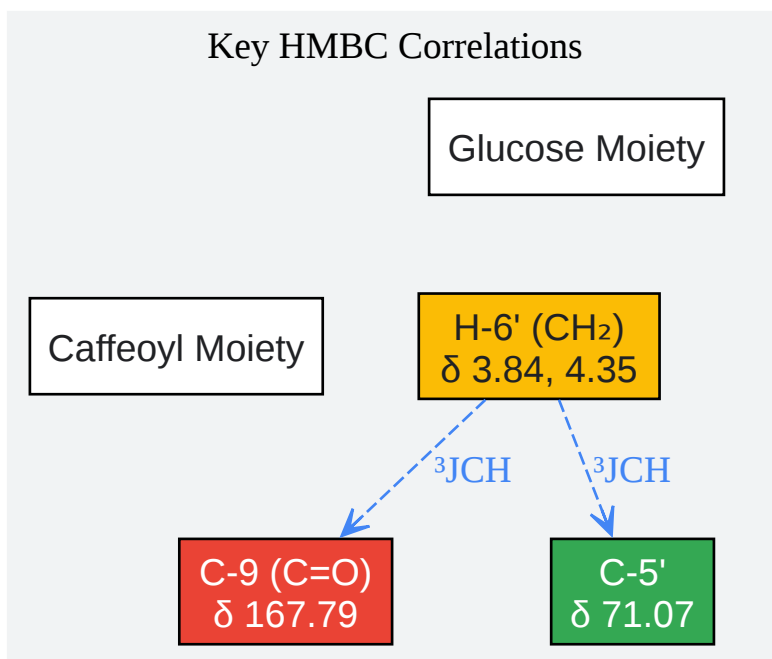 Key HMBC Correlations
Glucose Moiety
Caffeoyl Moiety
H-6' (CH₂)
δ 3.84, 4.35
³JCH
³JCH
C-9 (C=O)
δ 167.79
C-5'
δ 71.07